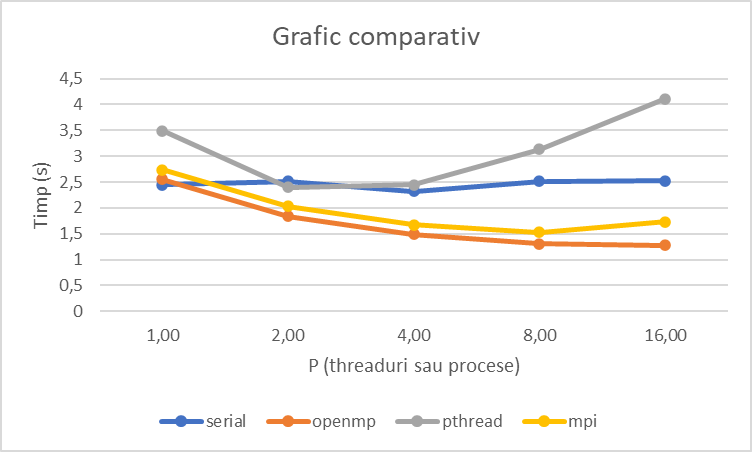 Grafic comparativ
Timp (s)
4,5
4
3,5
3
2,5
2
1,5
1
0,5
0
1,00 2,00 4,00 8,00 16,00
P (threaduri sau procese)
serial openmp pthread mpi